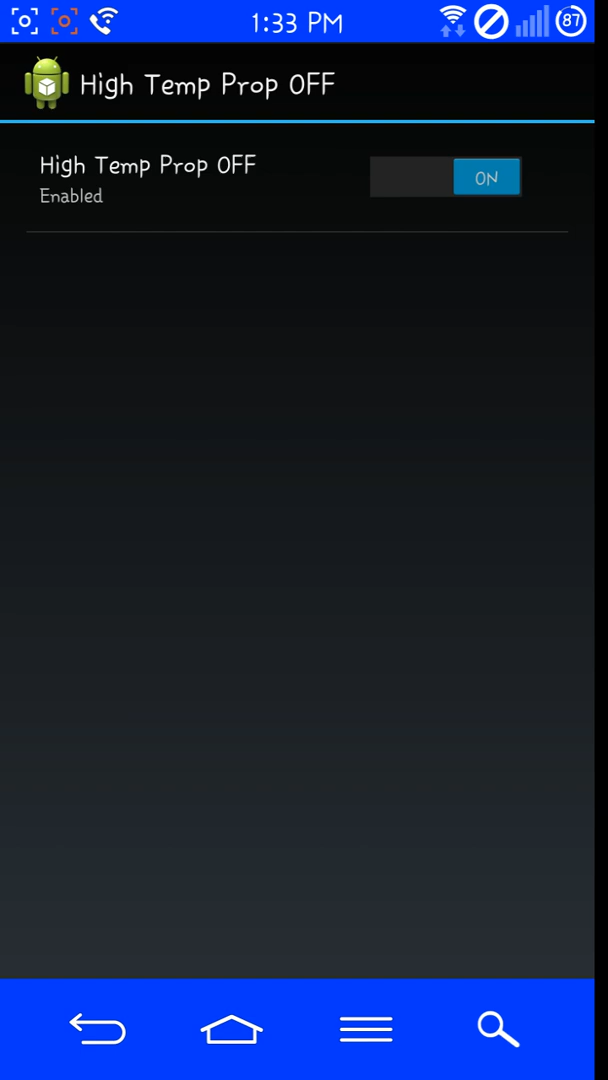 1:33 PM
87
High Temp Prop OFF
High Temp Prop OFF
ON
Enabled